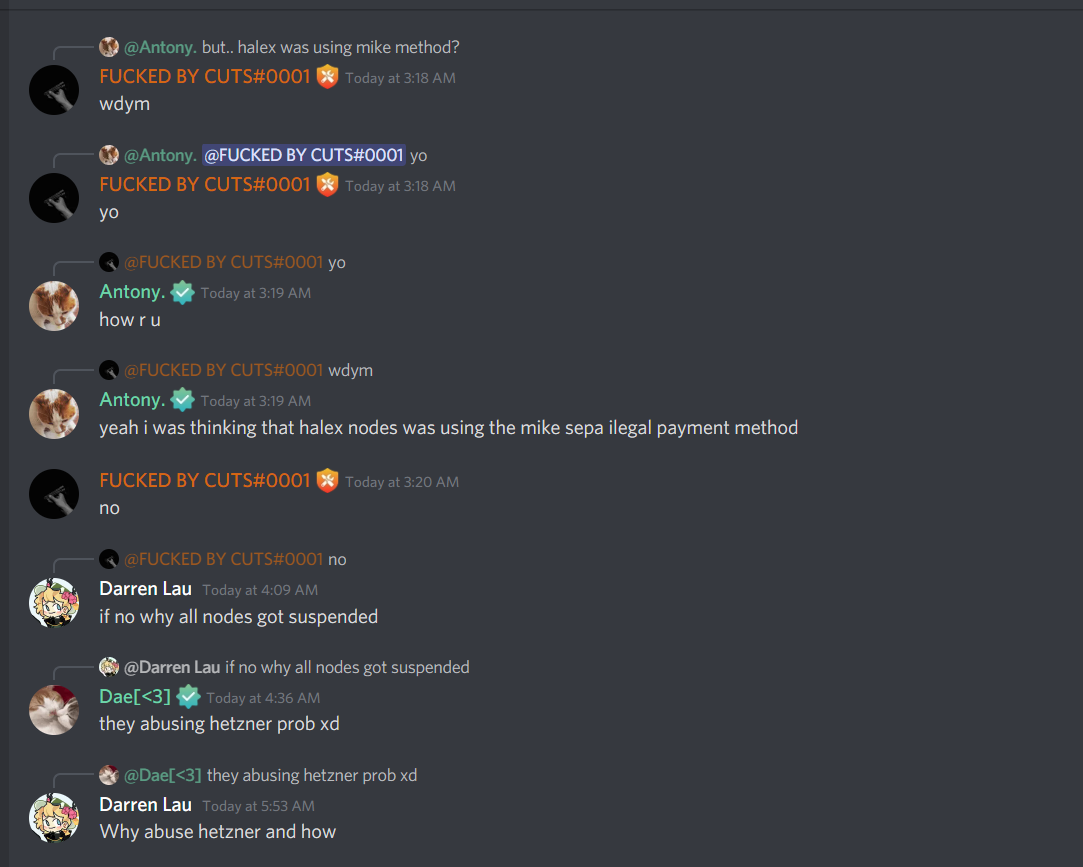 @Antony. but.. halex was using mike method?
FUCKED BY CUTS#0001 Today at 3:18 AM
wdym
@Antony. @FUCKED BY CUTS#0001 yo
FUCKED BY CUTS#0001 Today at 3:18 AM
yo
@FUCKED BY CUTS#0001 yo
Antony. Today at 3:19 AM
how r u
@FUCKED BY CUTS#0001 wdym
Antony. Today at 3:19 AM
yeah i was thinking that halex nodes was using the mike sepa ilegal payment method
FUCKED BY CUTS#0001 Today at 3:20 AM
no
@FUCKED BY CUTS#0001 no
Darren Lau Today at 4:09 AM
if no why all nodes got suspended
@Darren Lau if no why all nodes got suspended
Dae[<3] Today at 4:36 AM
they abusing hetzner prob xd
@Dae[<3] they abusing hetzner prob xd
Darren Lau Today at 5:53 AM
Why abuse hetzner and how